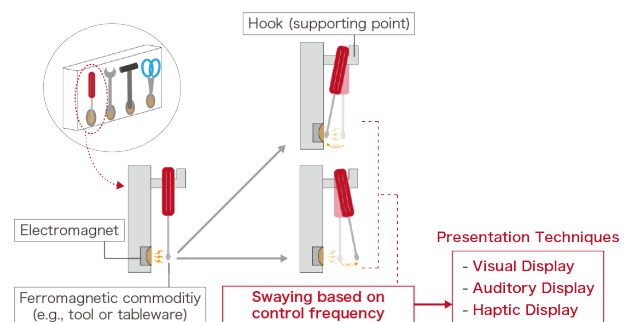 Hook (supporting point)
Electromagnet
Ferromagnetic commoditiy
(e.g., tool or tableware)
Swaying based on
control frequency
Presentation Techniques
- Visual Display
- Auditory Display
- Haptic Display